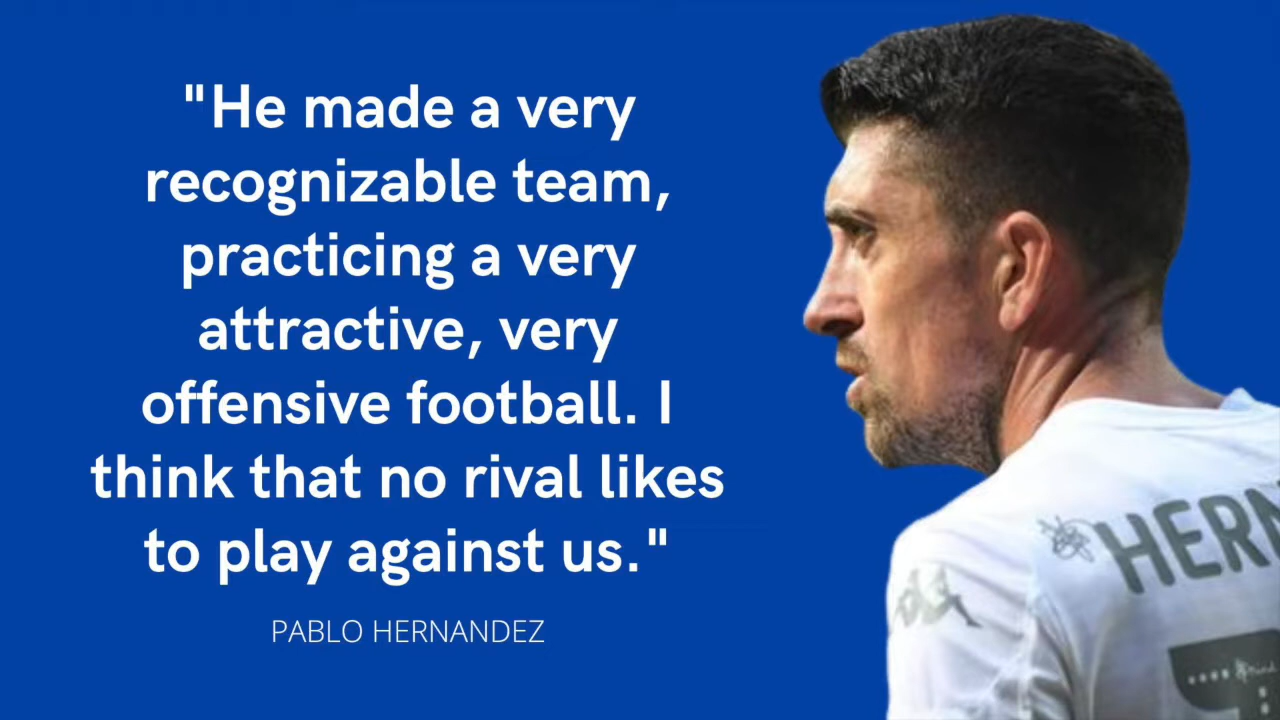 "He made a very
recognizable team,
practicing a very
attractive, very
offensive football. I
think that no rival likes
to play against us."
PABLO HERNANDEZ
HERN